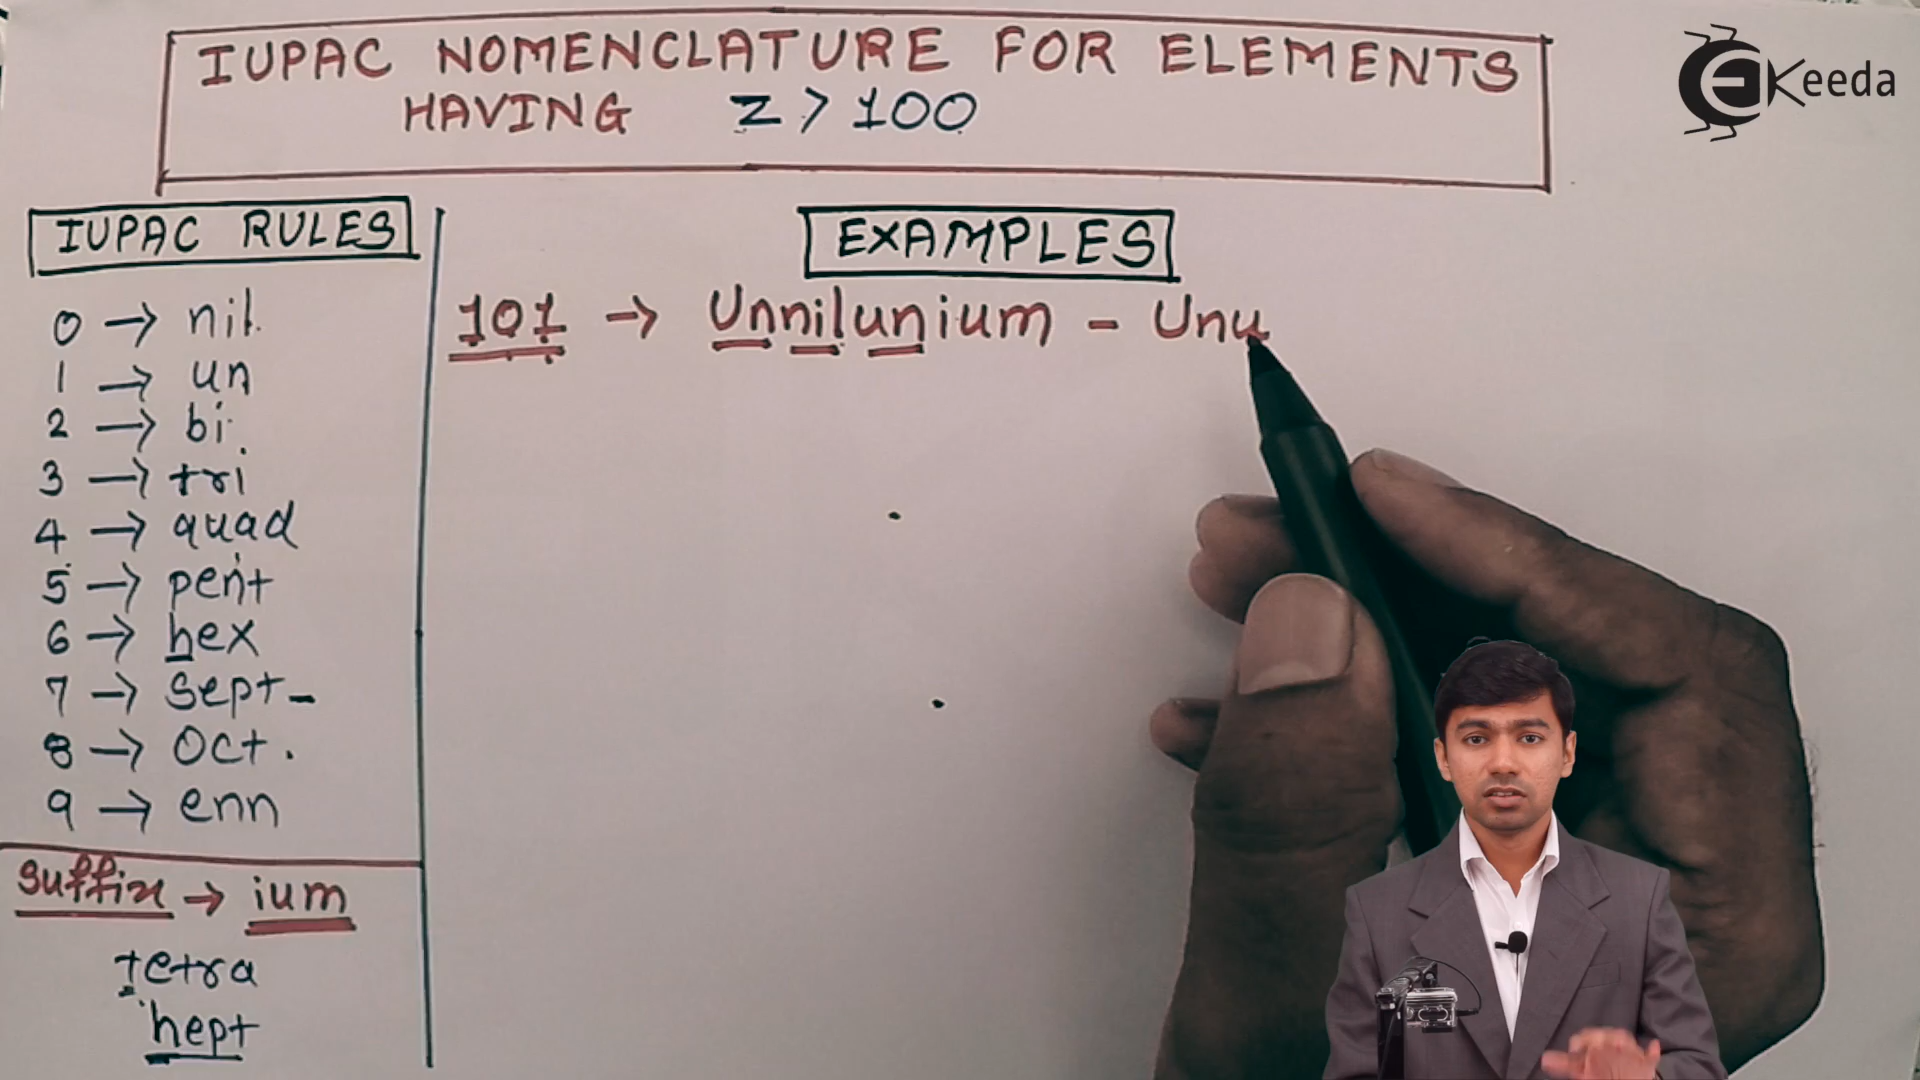 IUPAC NOMENCLATURE FOR ELEMENTS
HAVING Z > 100
EKeeda
IUPAC RULES
0 → nil
1 → un
2 → bi
3 → tri
4 → quad
5 → pent
6 → hex
7 → sept
8 → oct
9 → enn
Suffix → ium
tetra
hept
EXAMPLES
101 → Unnilunium - Unu